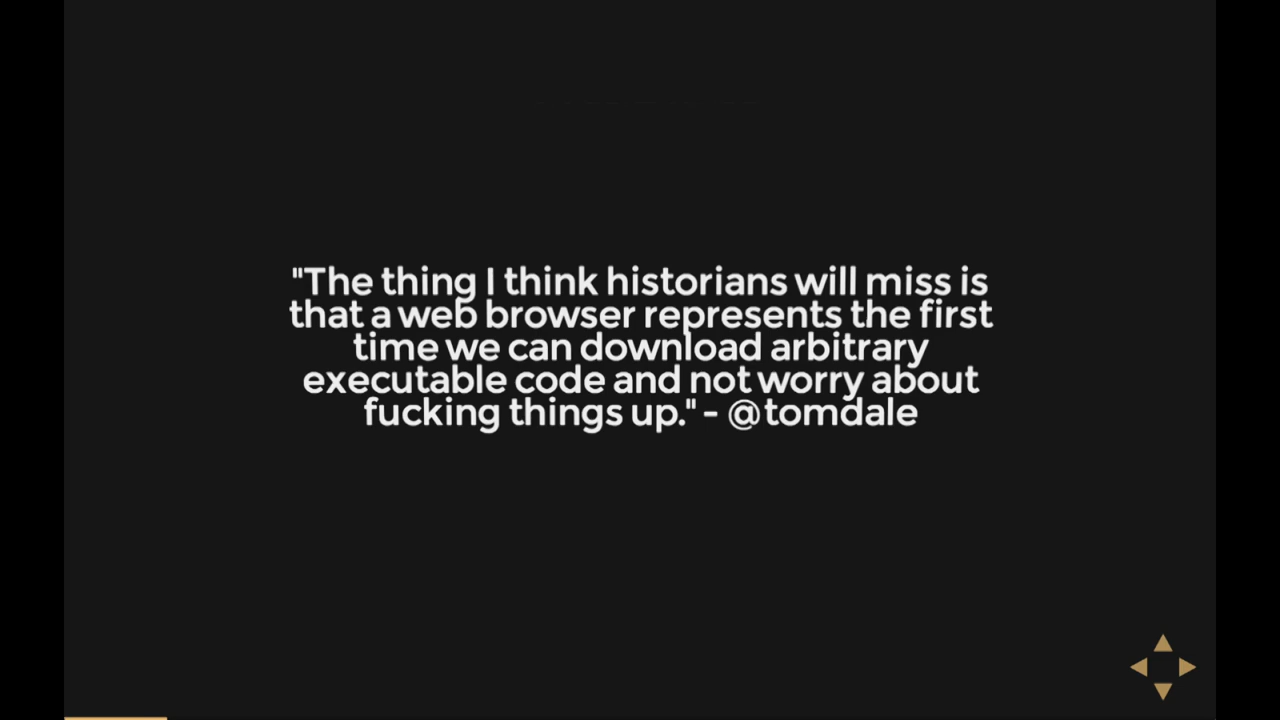 "The thing I think historians will miss is
that a web browser represents the first
time we can download arbitrary
executable code and not worry about
fucking things up." - @tomdale